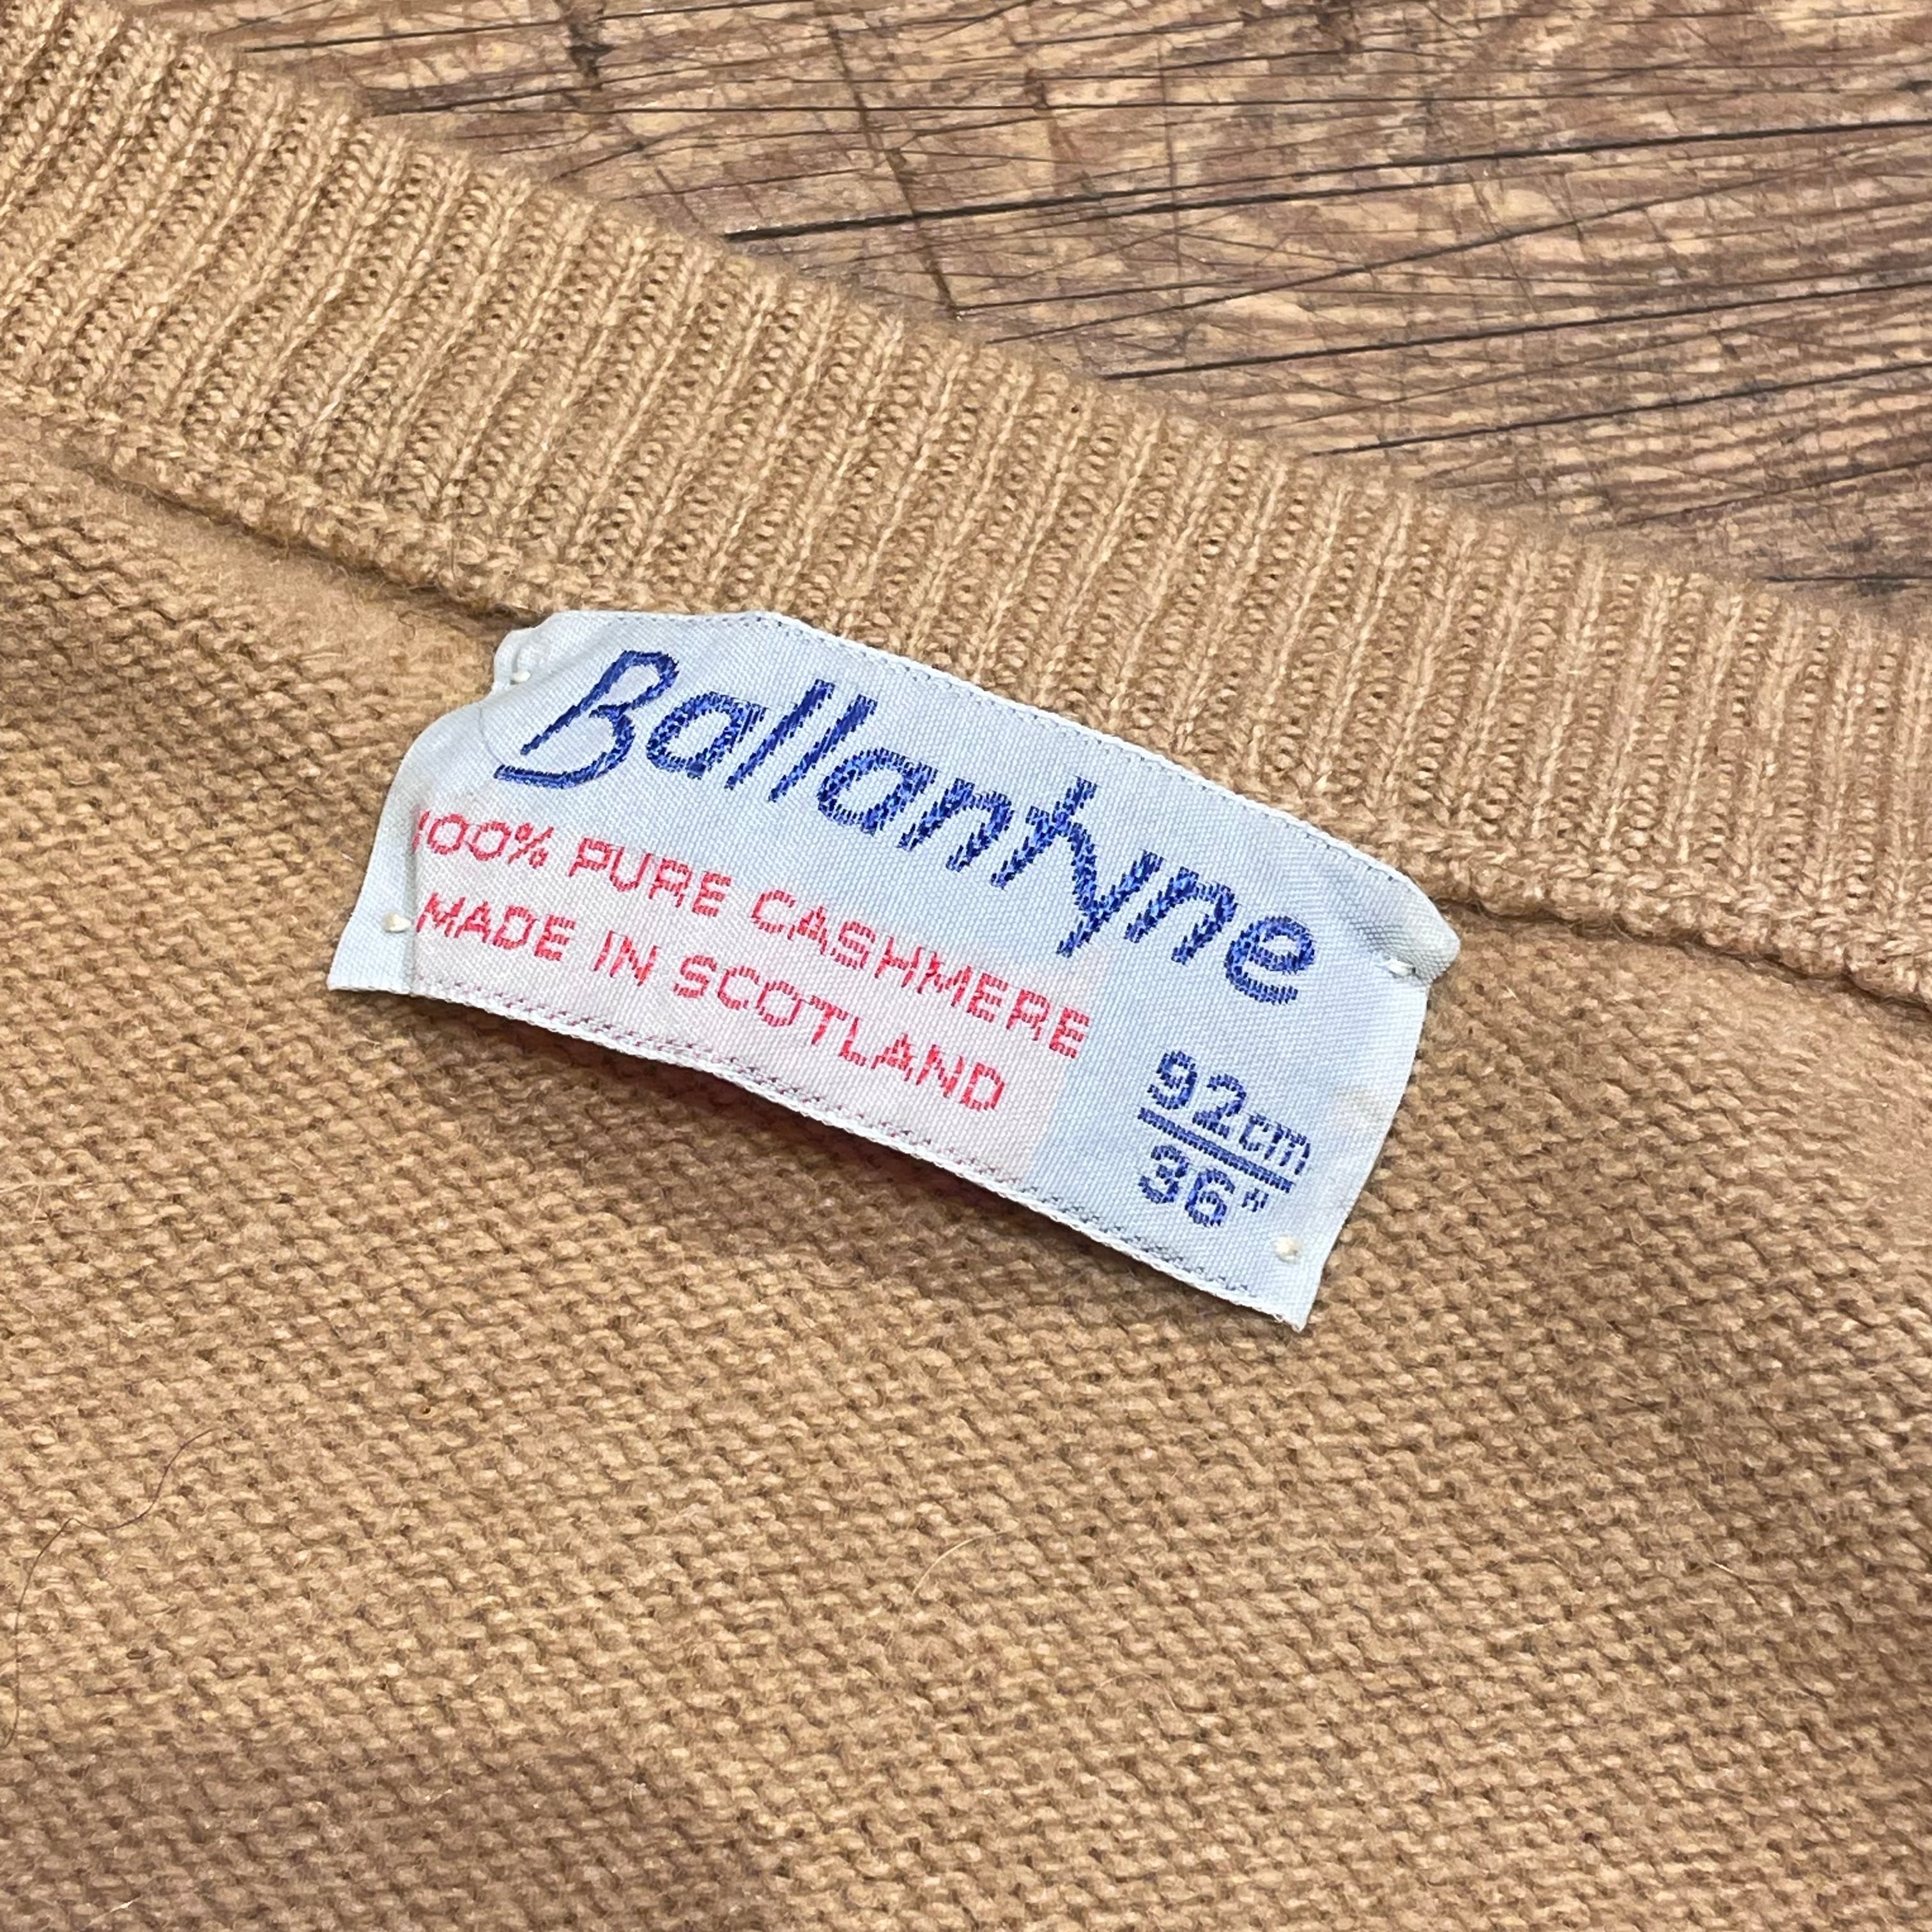 Ballantyne
100% PURE CASHMERE
MADE IN SCOTLAND
92cm
36"